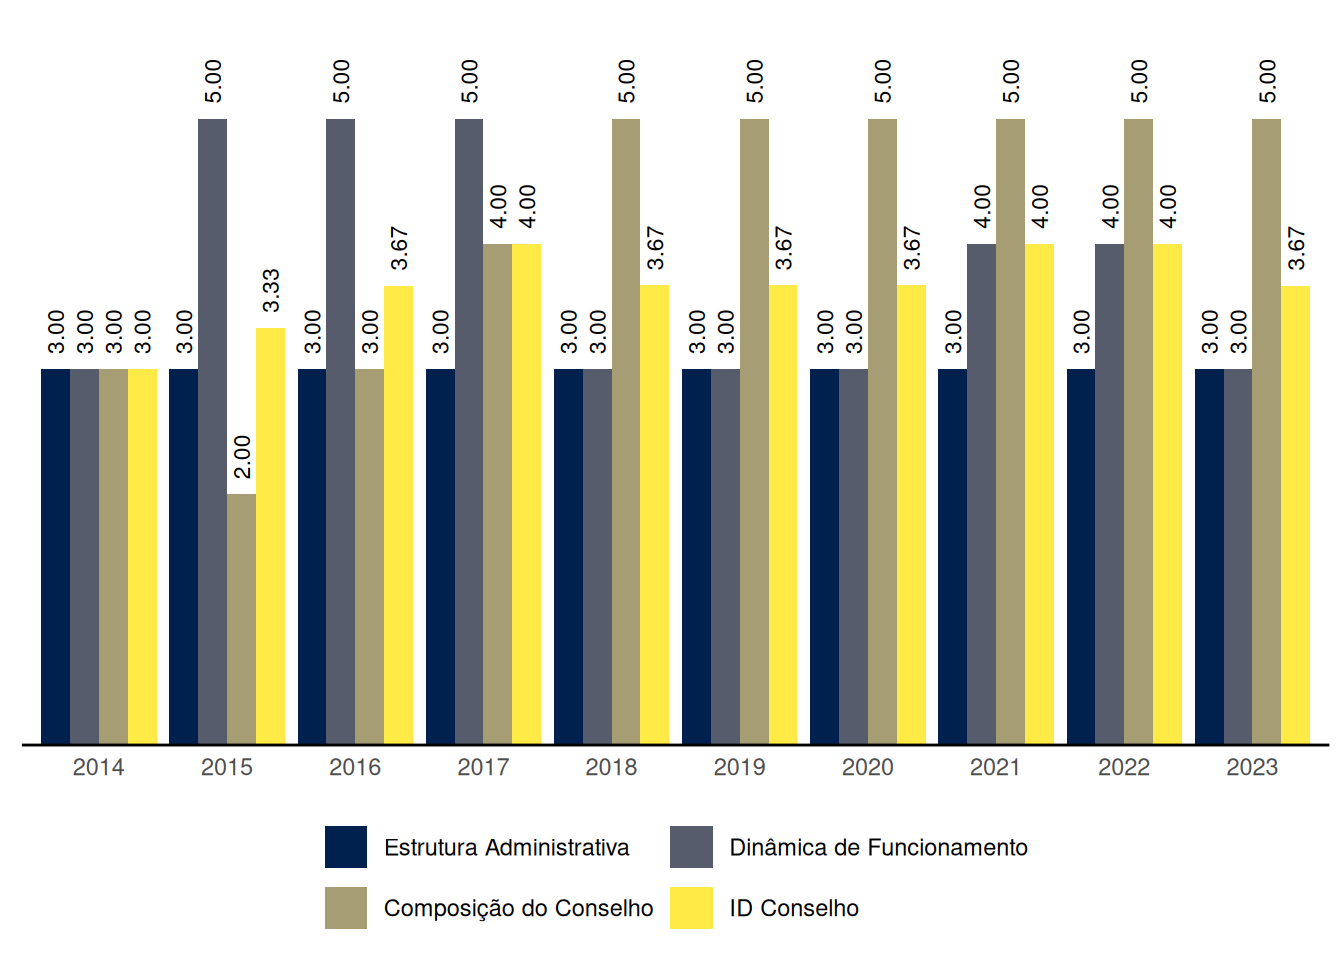 5.00 5.00 5.00 5.00 5.00 5.00 5.00 5.00 5.00
4.00 4.00 4.00 4.00 4.00 4.00
3.67 3.67 3.67 3.67 3.67
3.33
3.00 3.00 3.00 3.00 3.00 3.00 3.00 3.00 3.00 3.00 3.00 3.00 3.00 3.00 3.00 3.00 3.00 3.00
2.00
2014 2015 2016 2017 2018 2019 2020 2021 2022 2023
Estrutura Administrativa Dinâmica de Funcionamento
Composição do Conselho ID Conselho